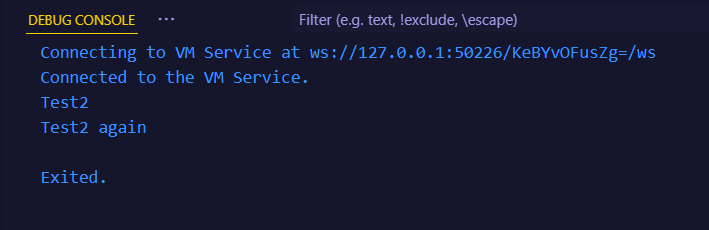 DEBUG CONSOLE ··· Filter (e.g. text, !exclude, \escape)
Connecting to VM Service at ws://127.0.0.1:50226/KeBYvOFusZg=/ws
Connected to the VM Service.
Test2
Test2 again
Exited.